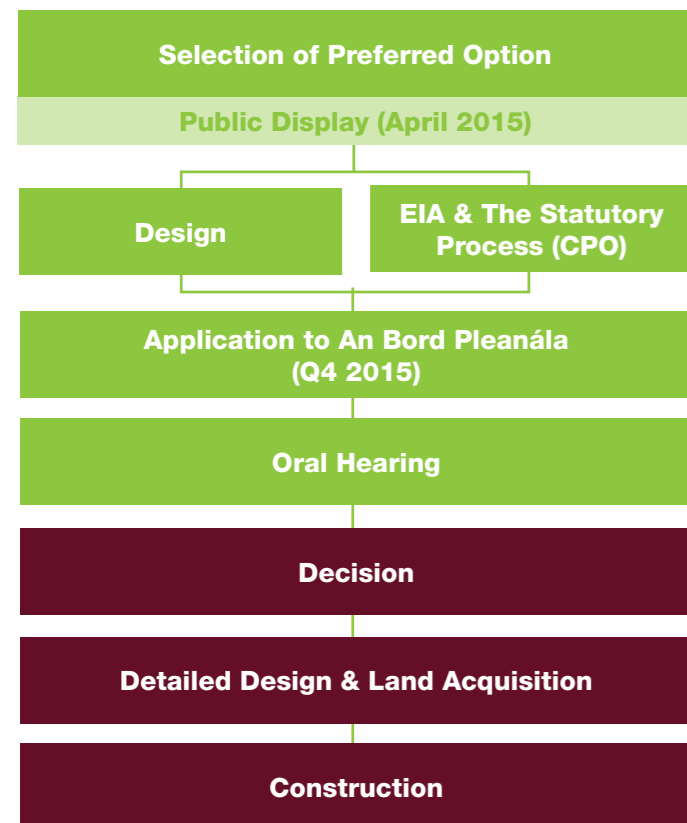 Selection of Preferred Option
Public Display (April 2015)
Design
EIA & The Statutory
Process (CPO)
Application to An Bord Pleanála
(Q4 2015)
Oral Hearing
Decision
Detailed Design & Land Acquisition
Construction